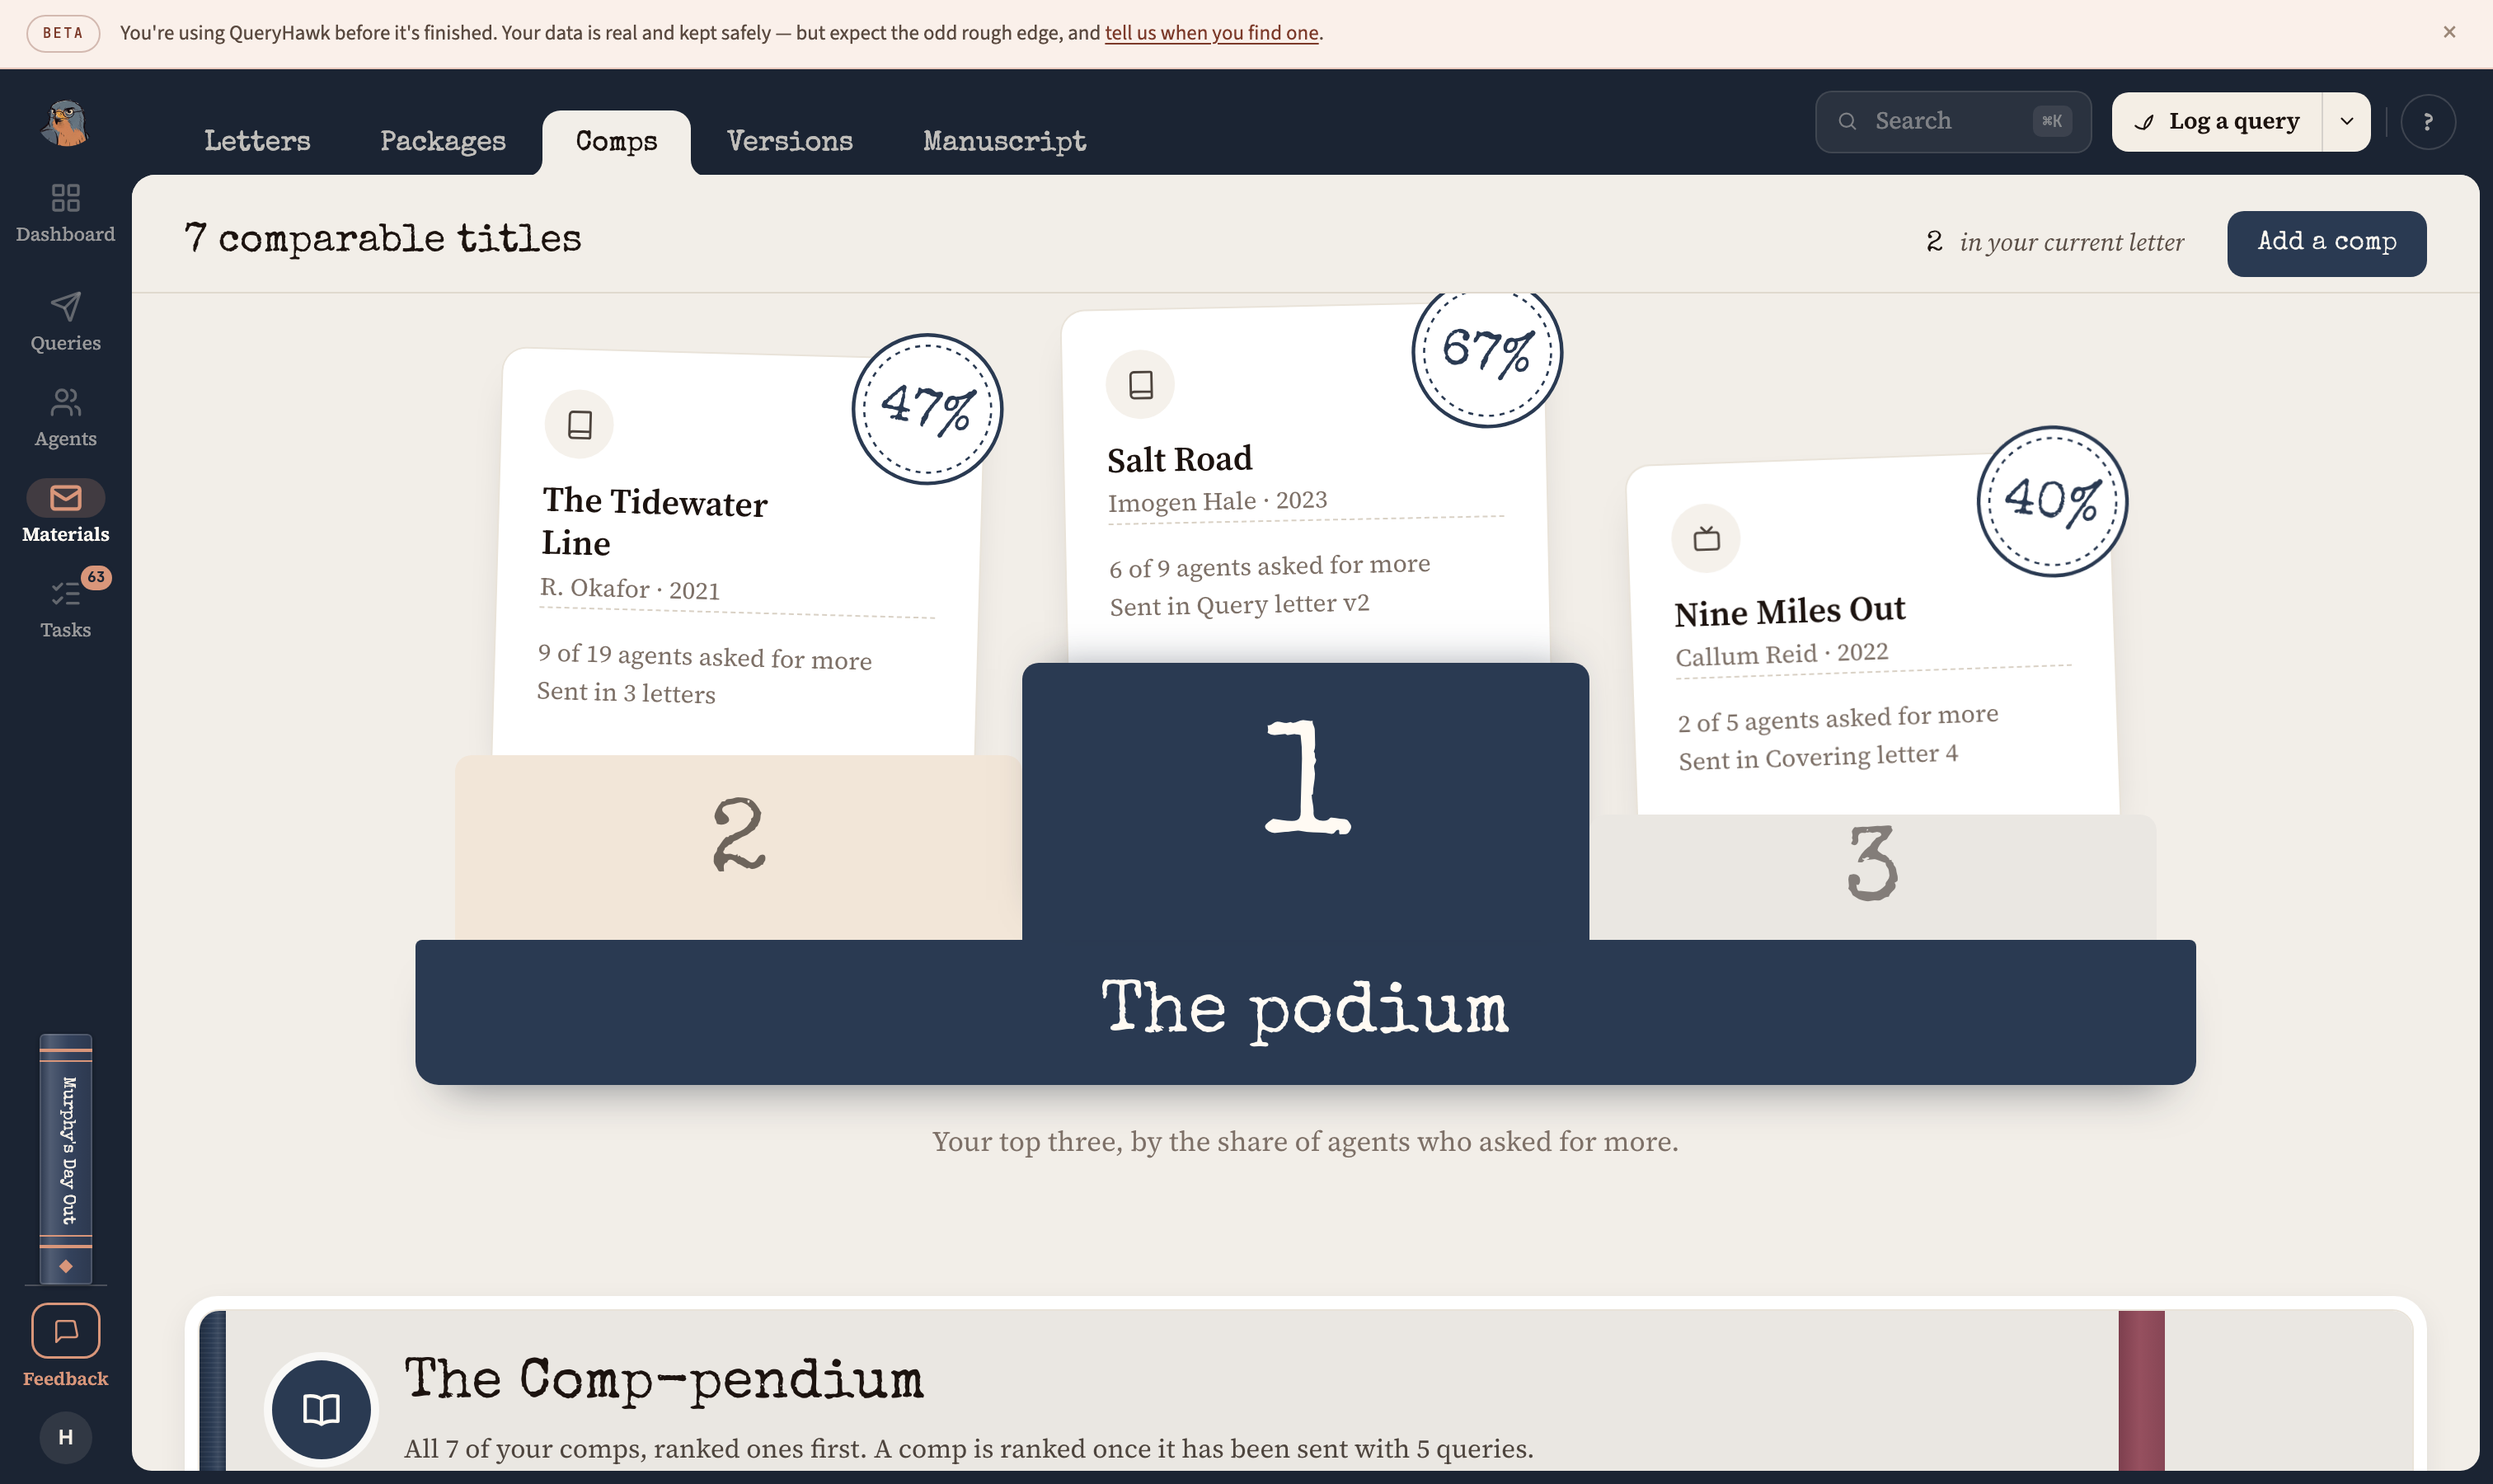 BETA
You're using QueryHawk before it's finished. Your data is real and kept safely — but expect the odd rough edge, and tell us when you find one.
×
Letters
Packages
Comps
Versions
Manuscript
Search
⌘K
Log a query
?
Dashboard
Queries
Agents
Materials
63
Tasks
Murphy's Day Out
Feedback
H
7 comparable titles
2 in your current letter
Add a comp
47%
The Tidewater
Line
R. Okafor · 2021
9 of 19 agents asked for more
Sent in 3 letters
67%
Salt Road
Imogen Hale · 2023
6 of 9 agents asked for more
Sent in Query letter v2
40%
Nine Miles Out
Callum Reid · 2022
2 of 5 agents asked for more
Sent in Covering letter 4
2
1
3
The podium
Your top three, by the share of agents who asked for more.
The Comp-pendium
All 7 of your comps, ranked ones first. A comp is ranked once it has been sent with 5 queries.